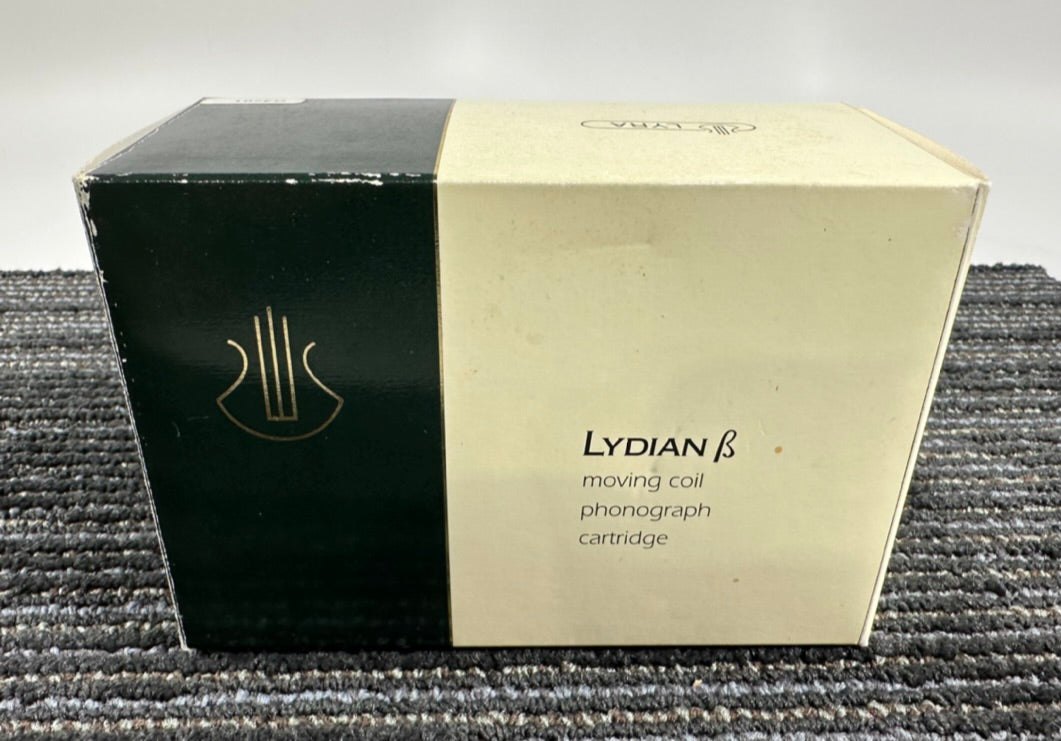 LYRA
LYDIAN β
moving coil
phonograph
cartridge